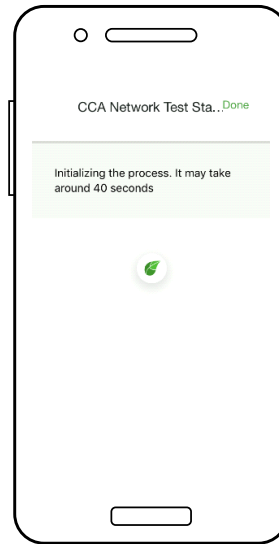 CCA Network Test Sta...Done
Initializing the process. It may take
around 40 seconds